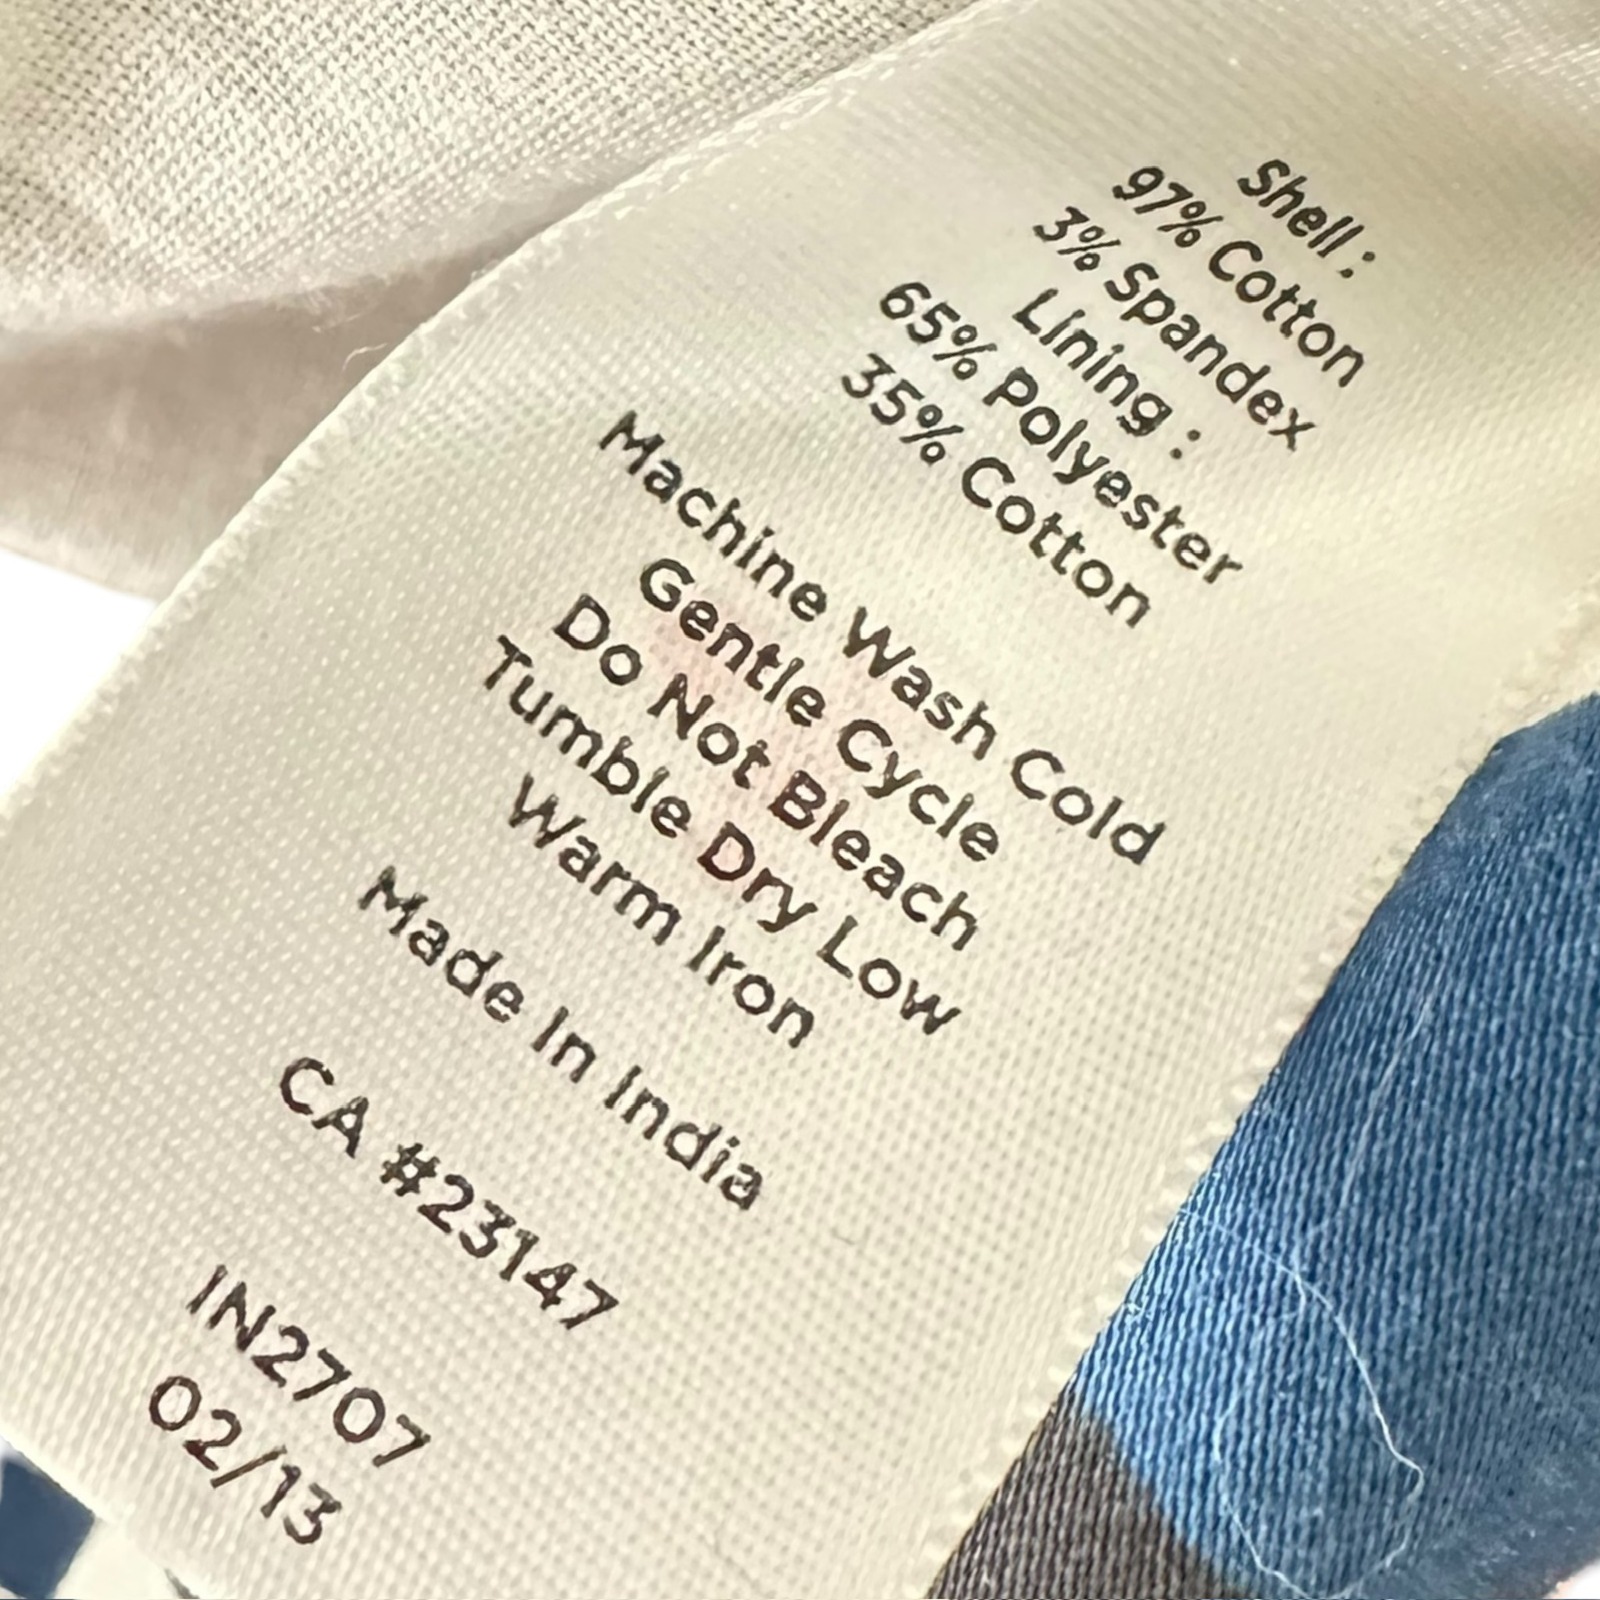 Shell :
97% Cotton
3% Spandex
Lining :
65% Polyester
35% Cotton
Machine Wash Cold
Gentle Cycle
Do Not Bleach
Tumble Dry Low
Warm Iron
Made In India
CA #23147
IN2707
02/13